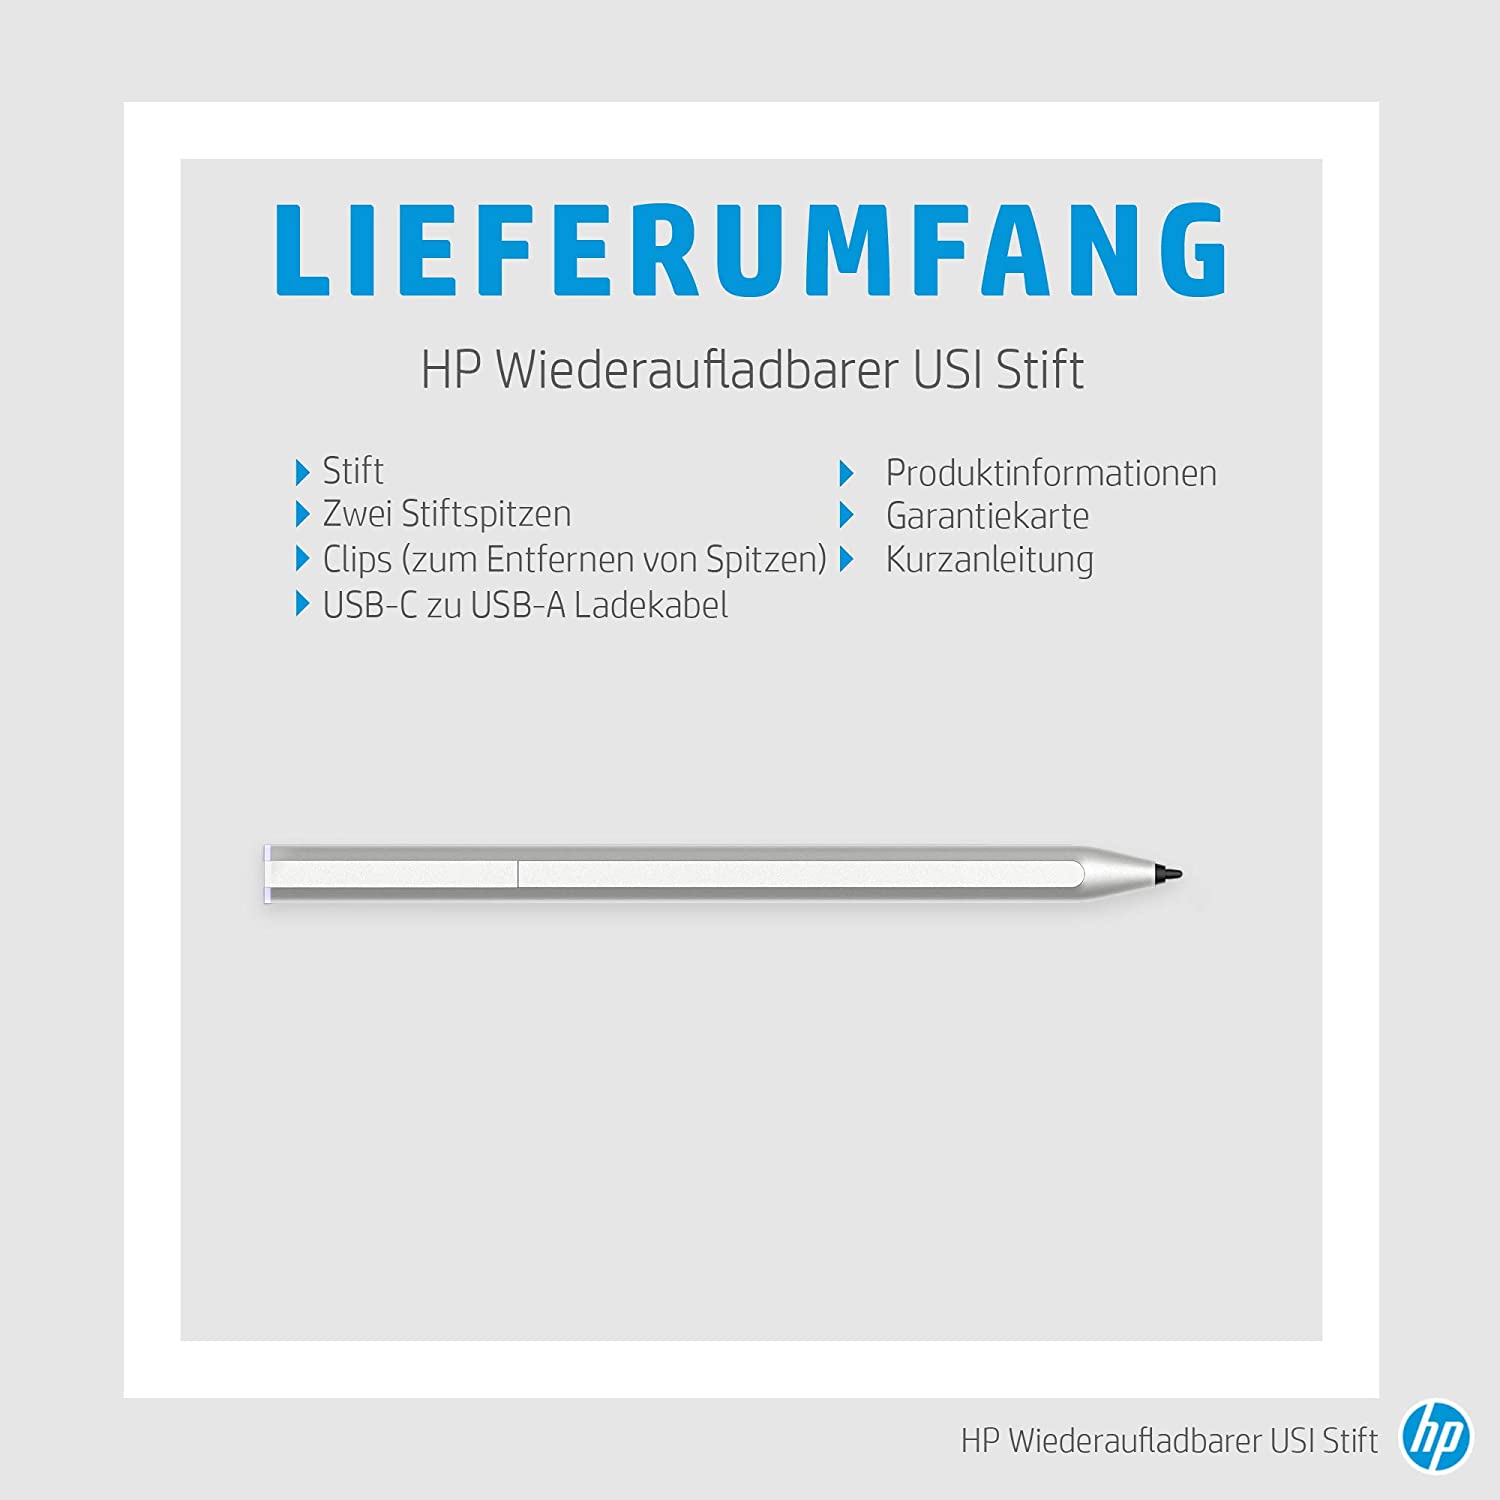 LIEFERUMFANG
HP Wiederaufladbarer USI Stift
Stift
Zwei Stiftspitzen
Clips (zum Entfernen von Spitzen)
USB-C zu USB-A Ladekabel
Produktinformationen
Garantiekarte
Kurzanleitung
HP Wiederaufladbarer USI Stift
hp